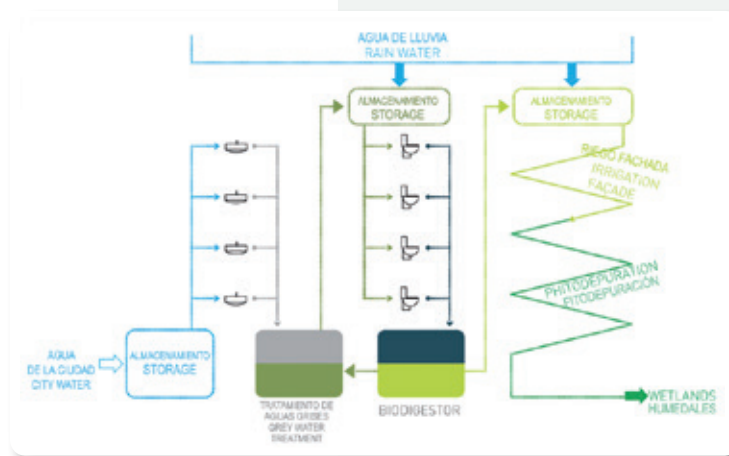 AGUA DE LLUVIA
RAIN WATER
ALMACENAMIENTO
STORAGE
ALMACENAMIENTO
STORAGE
RIEGO FACHADA
IRRIGATION
FAÇADE
PHITODEPURATION
FITODEPURACIÓN
AGUA
DE LA CIUDAD
CITY WATER
ALMACENAMIENTO
STORAGE
TRATAMIENTO DE
AGUAS GRISES
GREY WATER
TREATMENT
BIODIGESTOR
WETLANDS
HUMEDALES